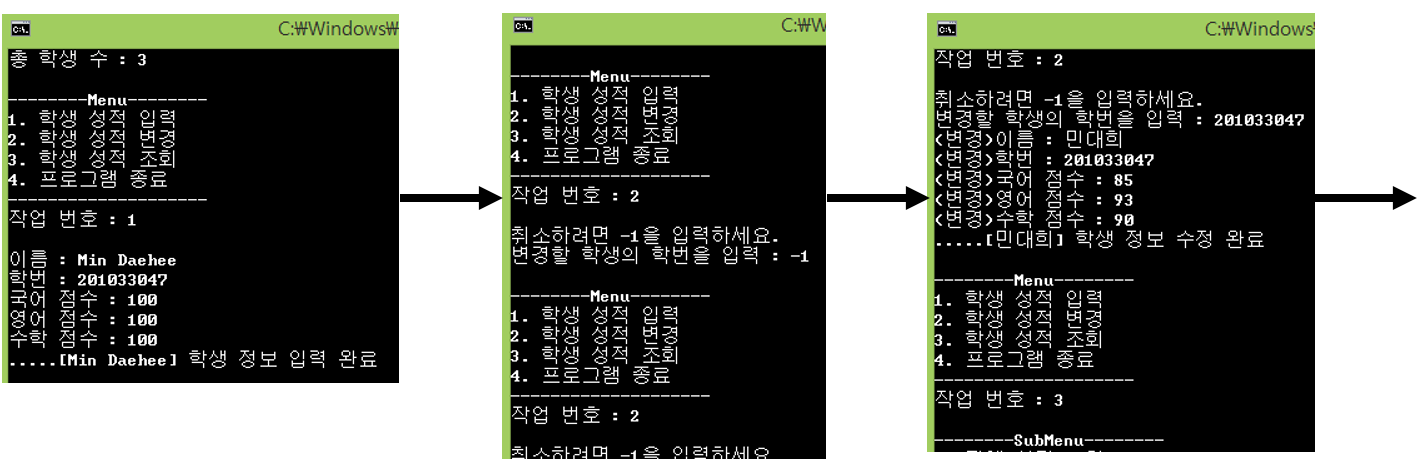 C:₩Windows₩
총 학생 수 : 3
--------Menu--------
1. 학생 성적 입력
2. 학생 성적 변경
3. 학생 성적 조회
4. 프로그램 종료
--------------------
작업 번호 : 1
이름 : Min Daehee
학번 : 201033047
국어 점수 : 100
영어 점수 : 100
수학 점수 : 100
.....[Min Daehee] 학생 정보 입력 완료
C:₩W
--------Menu--------
1. 학생 성적 입력
2. 학생 성적 변경
3. 학생 성적 조회
4. 프로그램 종료
--------------------
작업 번호 : 2
취소하려면 -1을 입력하세요.
변경할 학생의 학번을 입력 : -1
--------Menu--------
1. 학생 성적 입력
2. 학생 성적 변경
3. 학생 성적 조회
4. 프로그램 종료
--------------------
작업 번호 : 2
취소하려면 -1을 입력하세요
C:₩Windows
작업 번호 : 2
취소하려면 -1을 입력하세요.
변경할 학생의 학번을 입력 : 201033047
(변경)이름 : 민대희
(변경)학번 : 201033047
(변경)국어 점수 : 85
(변경)영어 점수 : 93
(변경)수학 점수 : 90
.....[민대희] 학생 정보 수정 완료
--------Menu--------
1. 학생 성적 입력
2. 학생 성적 변경
3. 학생 성적 조회
4. 프로그램 종료
--------------------
작업 번호 : 3
--------SubMenu--------